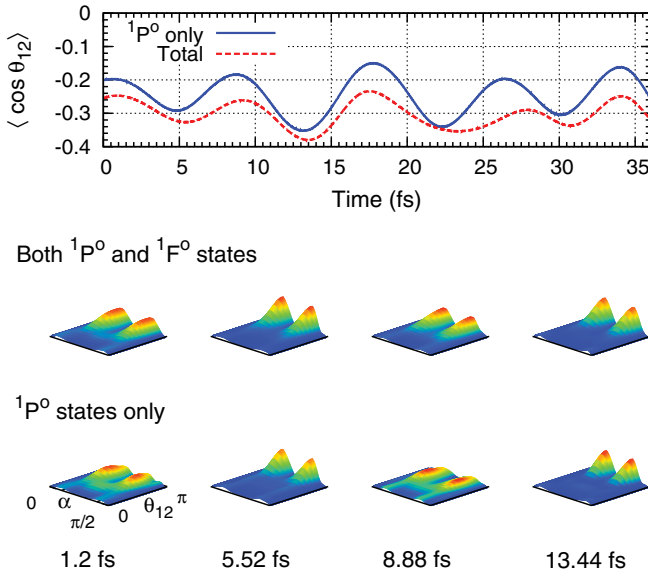 0
-0.1
-0.2
-0.3
-0.4
⟨ cos θ12⟩
¹Pᵒ only
Total
0 5 10 15 20 25 30 35
Time (fs)
Both ¹Pᵒ and ¹Fᵒ states
¹Pᵒ states only
0 α π/2 0 θ12 π
1.2 fs 5.52 fs 8.88 fs 13.44 fs